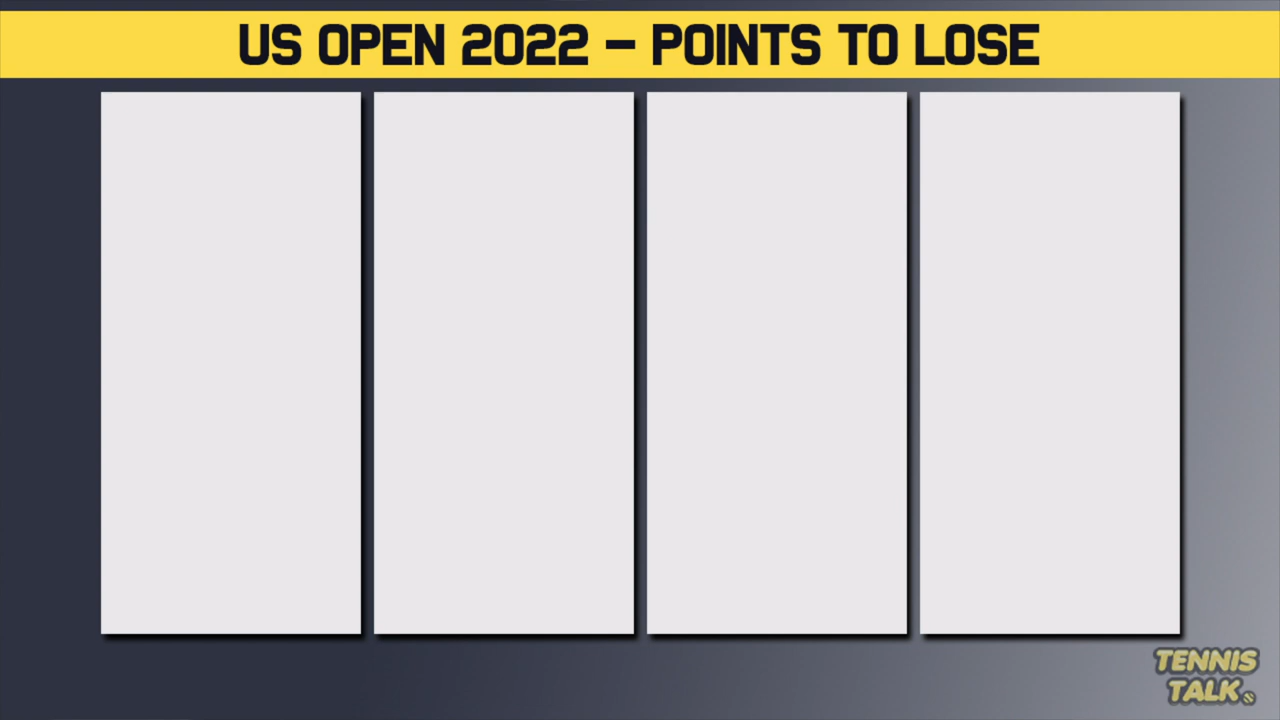 US OPEN 2022 – POINTS TO LOSE
TENNIS
TALK